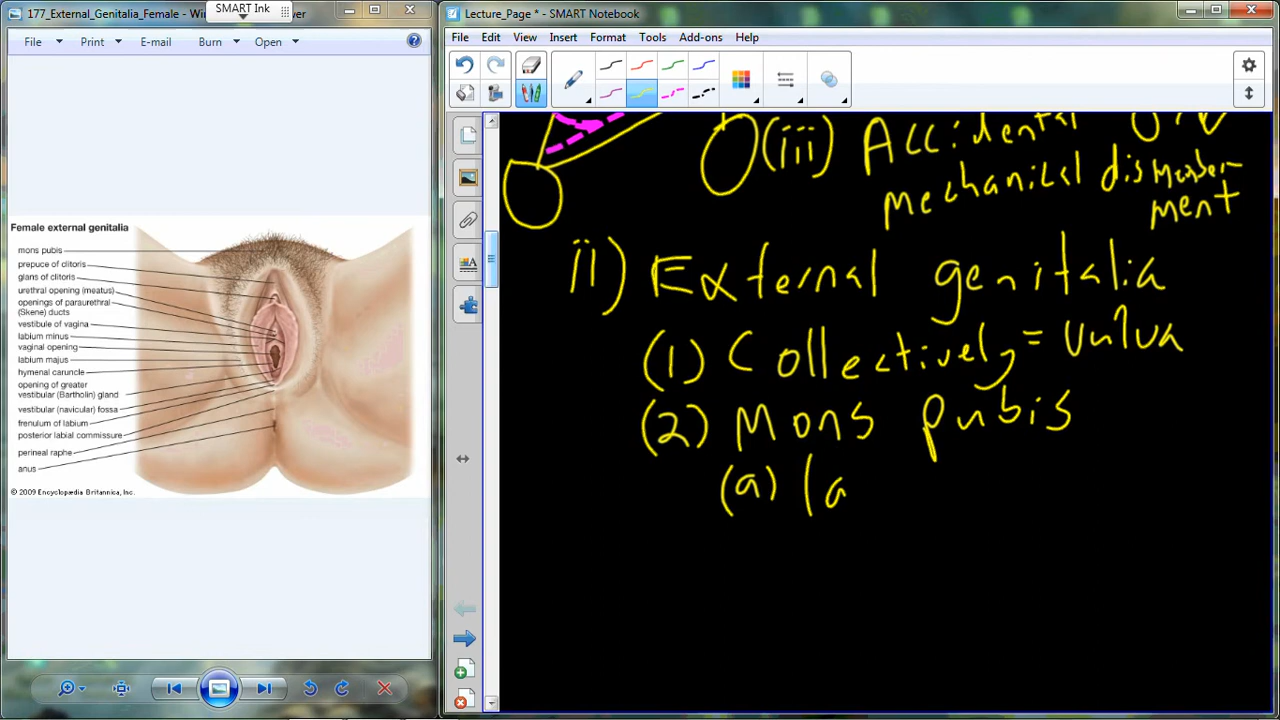 177_External_Genitalia_Female - Wi
SMART Ink
er
File Print E-mail Burn Open
Female external genitalia
mons pubis
prepuce of clitoris
glans of clitoris
urethral opening (meatus)
openings of paraurethral
(Skene) ducts
vestibule of vagina
labium minus
vaginal opening
labium majus
hymenal caruncle
opening of greater
vestibular (Bartholin) gland
vestibular (navicular) fossa
frenulum of labium
posterior labial commissure
perineal raphe
anus
© 2009 Encyclopædia Britannica, Inc.
Lecture_Page * - SMART Notebook
File Edit View Insert Format Tools Add-ons Help
(iii) Accidental
mechanical dismember-
ment
ii) External genitalia
(1) Collectively = vulva
(2) Mons pubis
(a) la